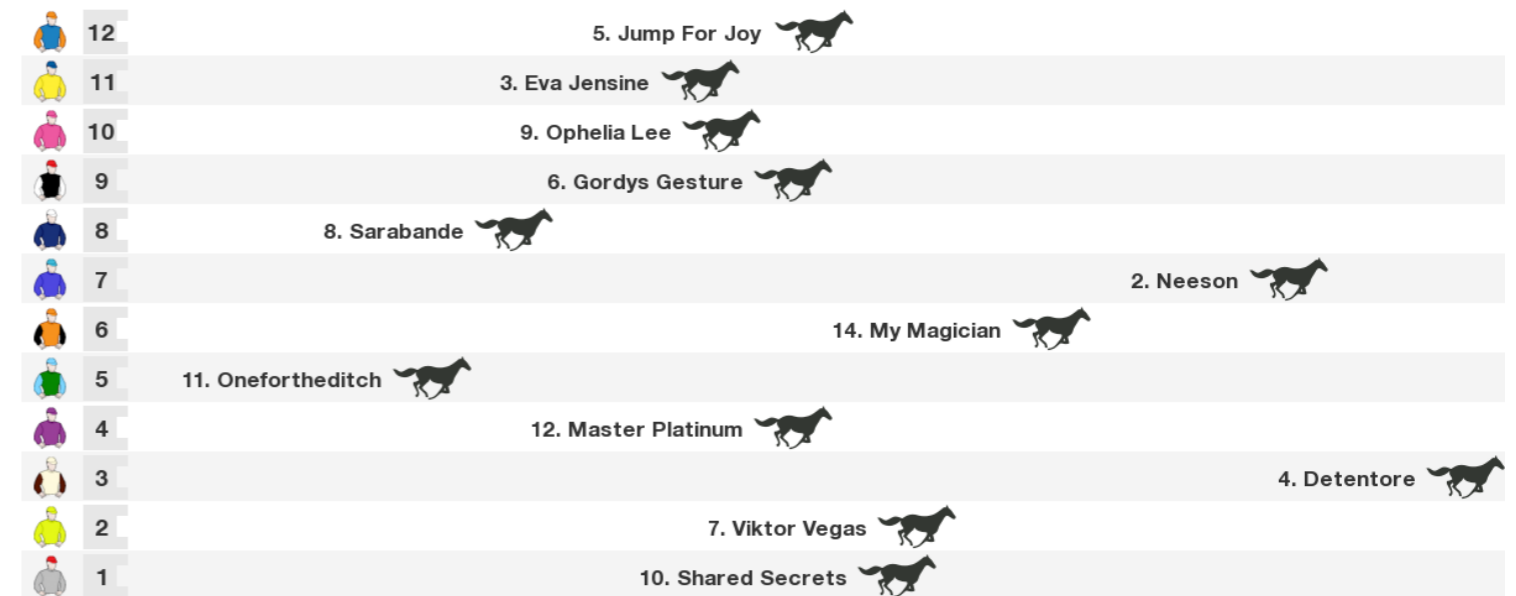 12 5. Jump For Joy
11 3. Eva Jensine
10 9. Ophelia Lee
9 6. Gordys Gesture
8 8. Sarabande
7 2. Neeson
6 14. My Magician
5 11. Onefortheditch
4 12. Master Platinum
3 4. Detentore
2 7. Viktor Vegas
1 10. Shared Secrets